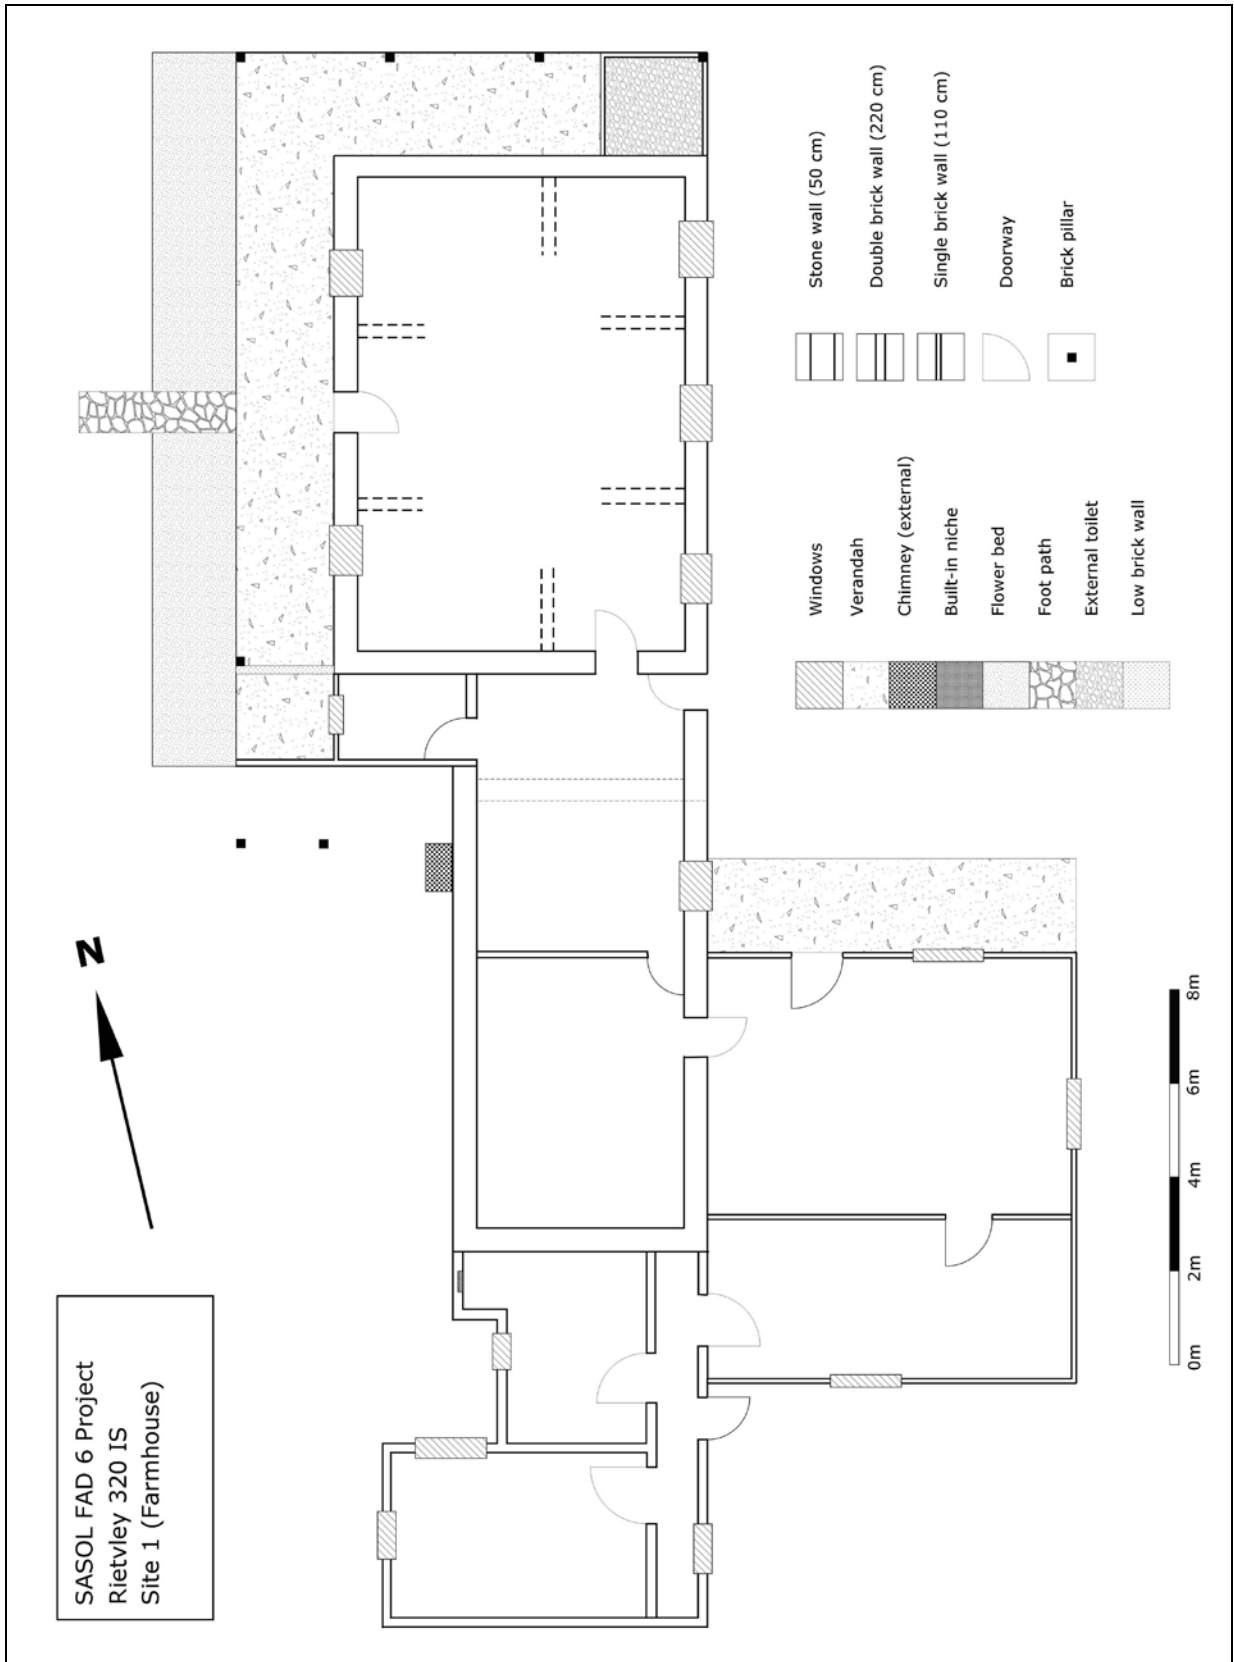 SASOL FAD 6 Project
Rietvley 320 IS
Site 1 (Farmhouse)
N
Windows
Verandah
Chimney (external)
Built-in niche
Flower bed
Foot path
External toilet
Low brick wall
Stone wall (50 cm)
Double brick wall (220 cm)
Single brick wall (110 cm)
Doorway
Brick pillar
0m 2m 4m 6m 8m